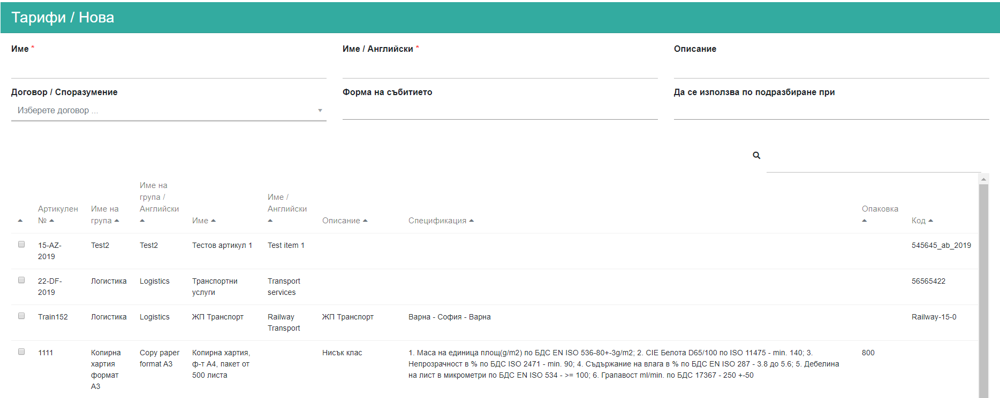 Тарифи / Нова
Име *
Име / Английски *
Описание
Договор / Споразумение
Форма на събитието
Да се използва по подразбиране при
Изберете договор ...
Артикулен
№
Име на
група
Име на
група /
Английски
Име
Име /
Английски
Описание
Спецификация
Опаковка
Код
15-AZ-
2019
Test2
Test2
Тестов артикул 1
Test item 1
545645_ab_2019
22-DF-
2019
Логистика
Logistics
Транспортни
услуги
Transport
services
56565422
Train152
Логистика
Logistics
ЖП Транспорт
Railway
Transport
ЖП Транспорт
Варна - София - Варна
Railway-15-0
1111
Копирна
хартия
формат
А3
Copy paper
format A3
Копирна хартия,
ф-т А4, пакет от
500 листа
Нисък клас
1. Маса на единица площ(g/m2) по БДС EN ISO 536-80+-3g/m2; 2. CIE Белота D65/100 по ISO 11475 - min. 140; 3.
Непрозрачност в % по БДС ISO 2471 - min. 90; 4. Съдържание на влага в % по БДС EN ISO 287 - 3.8 до 5.6; 5. Дебелина
на лист в микрометри по БДС EN ISO 534 - >= 100; 6. Грапавост ml/min. по БДС 17367 - 250 +-50
800